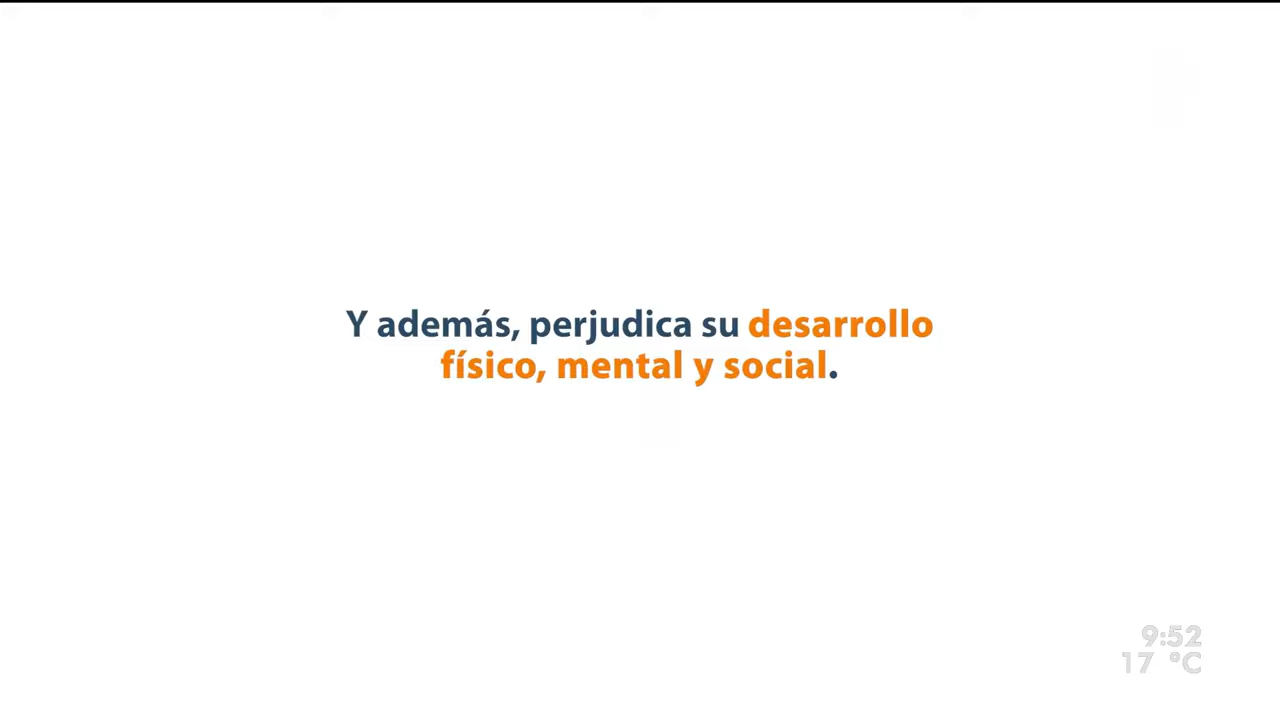 Y además, perjudica su desarrollo
físico, mental y social.
9:52
17 °C